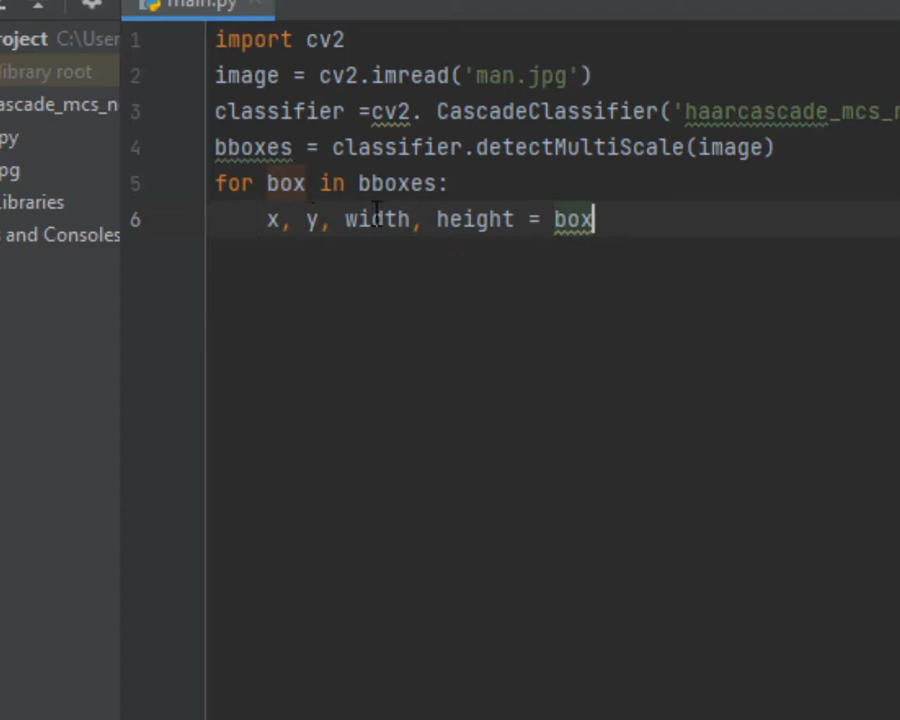 main.py
roject C:\User
library root
ascade_mcs_n
py
pg
ibraries
s and Consoles
1 import cv2
2 image = cv2.imread('man.jpg')
3 classifier =cv2. CascadeClassifier('haarcascade_mcs_n
4 bboxes = classifier.detectMultiScale(image)
5 for box in bboxes:
6 x, y, width, height = box